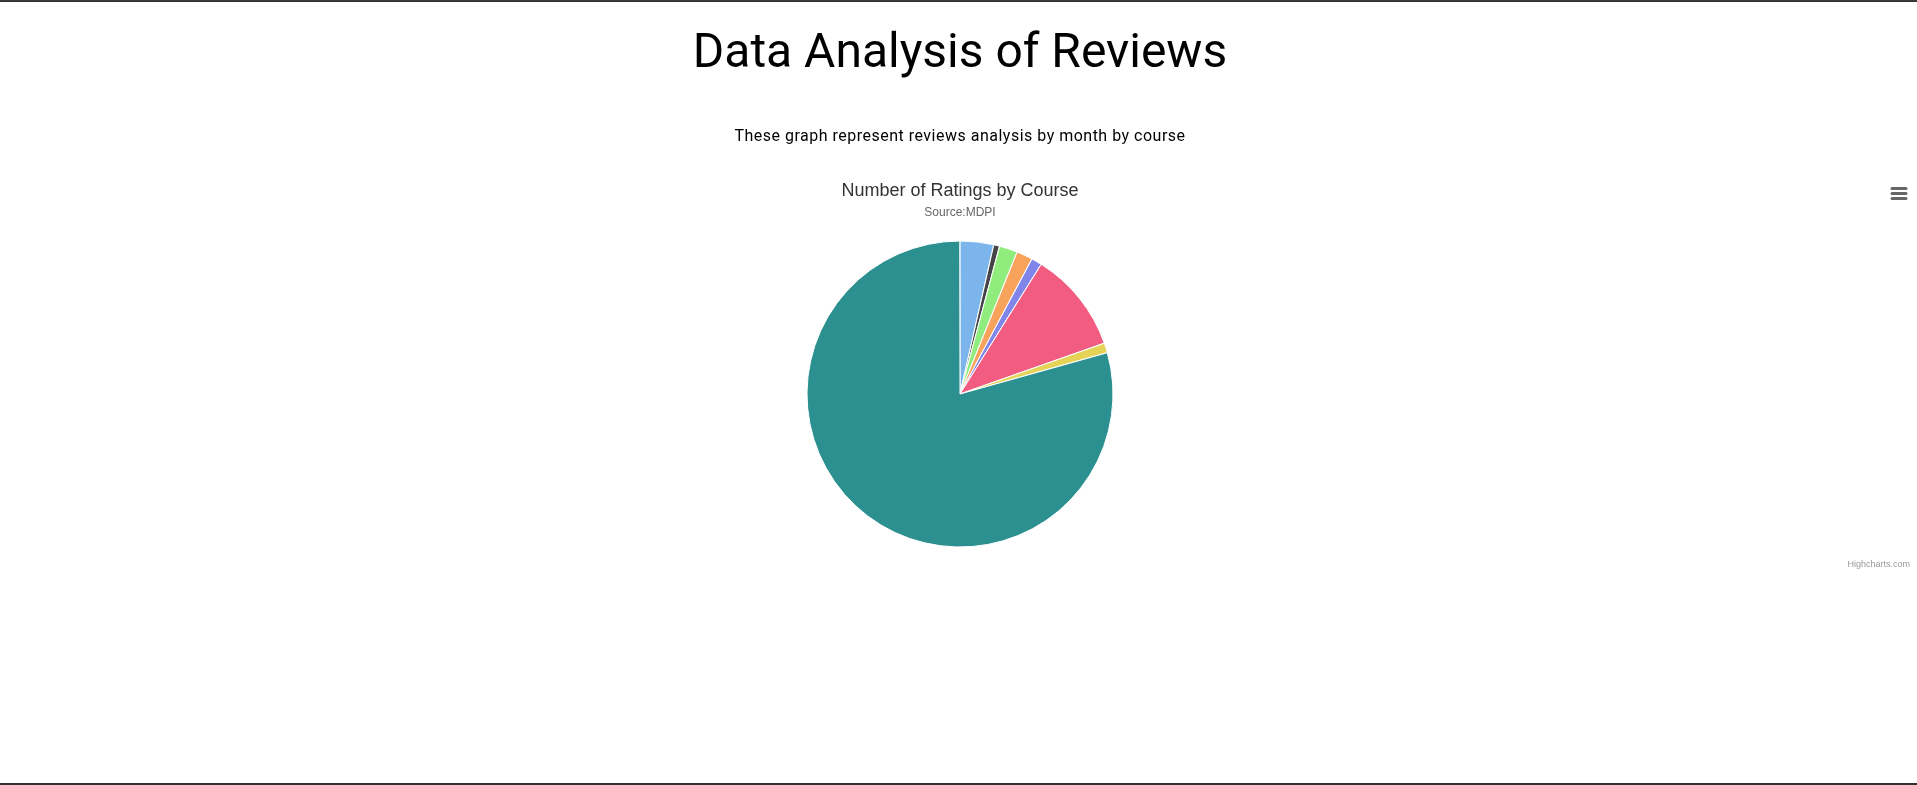 Data Analysis of Reviews
These graph represent reviews analysis by month by course
Number of Ratings by Course
Source:MDPI
Highcharts.com